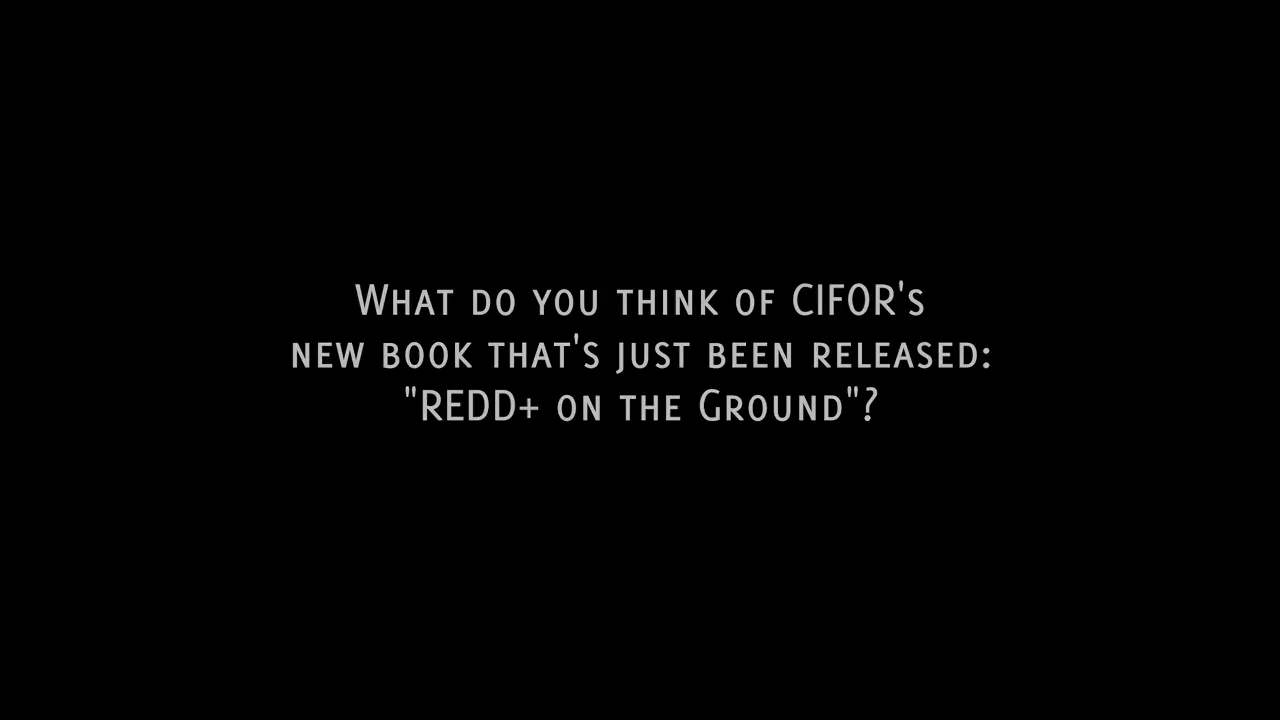 What do you think of CIFOR's
new book that's just been released:
"REDD+ on the Ground"?